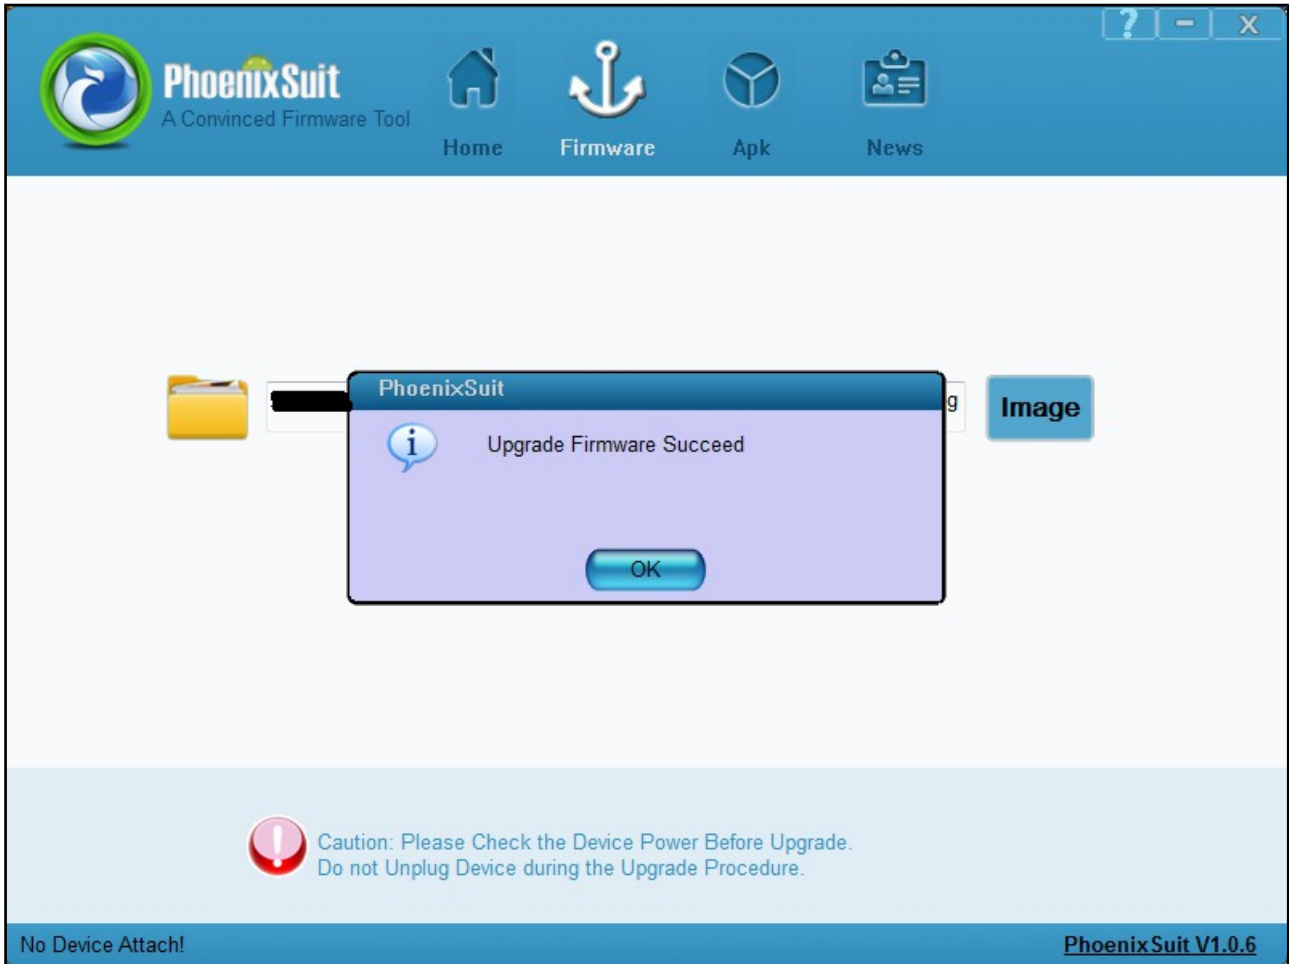 ? - X
PhoenixSuit
A Convinced Firmware Tool
Home Firmware Apk News
PhoenixSuit
g
Image
i
Upgrade Firmware Succeed
OK
Caution: Please Check the Device Power Before Upgrade.
Do not Unplug Device during the Upgrade Procedure.
No Device Attach!
PhoenixSuit V1.0.6